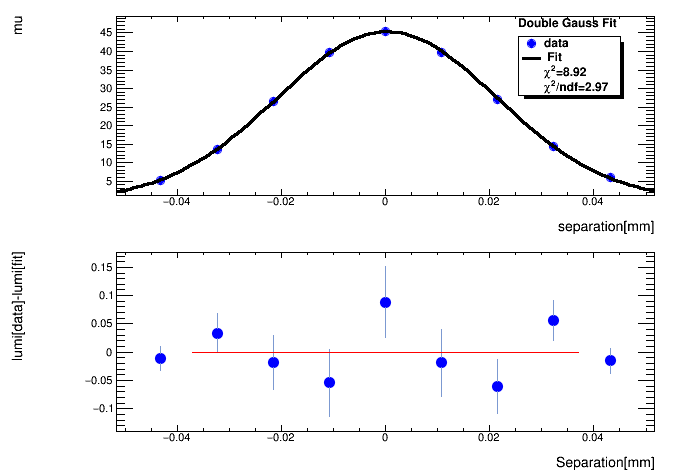 mu
Double Gauss Fit
data
Fit
χ²=8.92
χ²/ndf=2.97
45
40
35
30
25
20
15
10
5
−0.04 −0.02 0 0.02 0.04
separation[mm]
lumi[data]-lumi[fit]
0.15
0.1
0.05
0
−0.05
−0.1
−0.04 −0.02 0 0.02 0.04
Separation[mm]